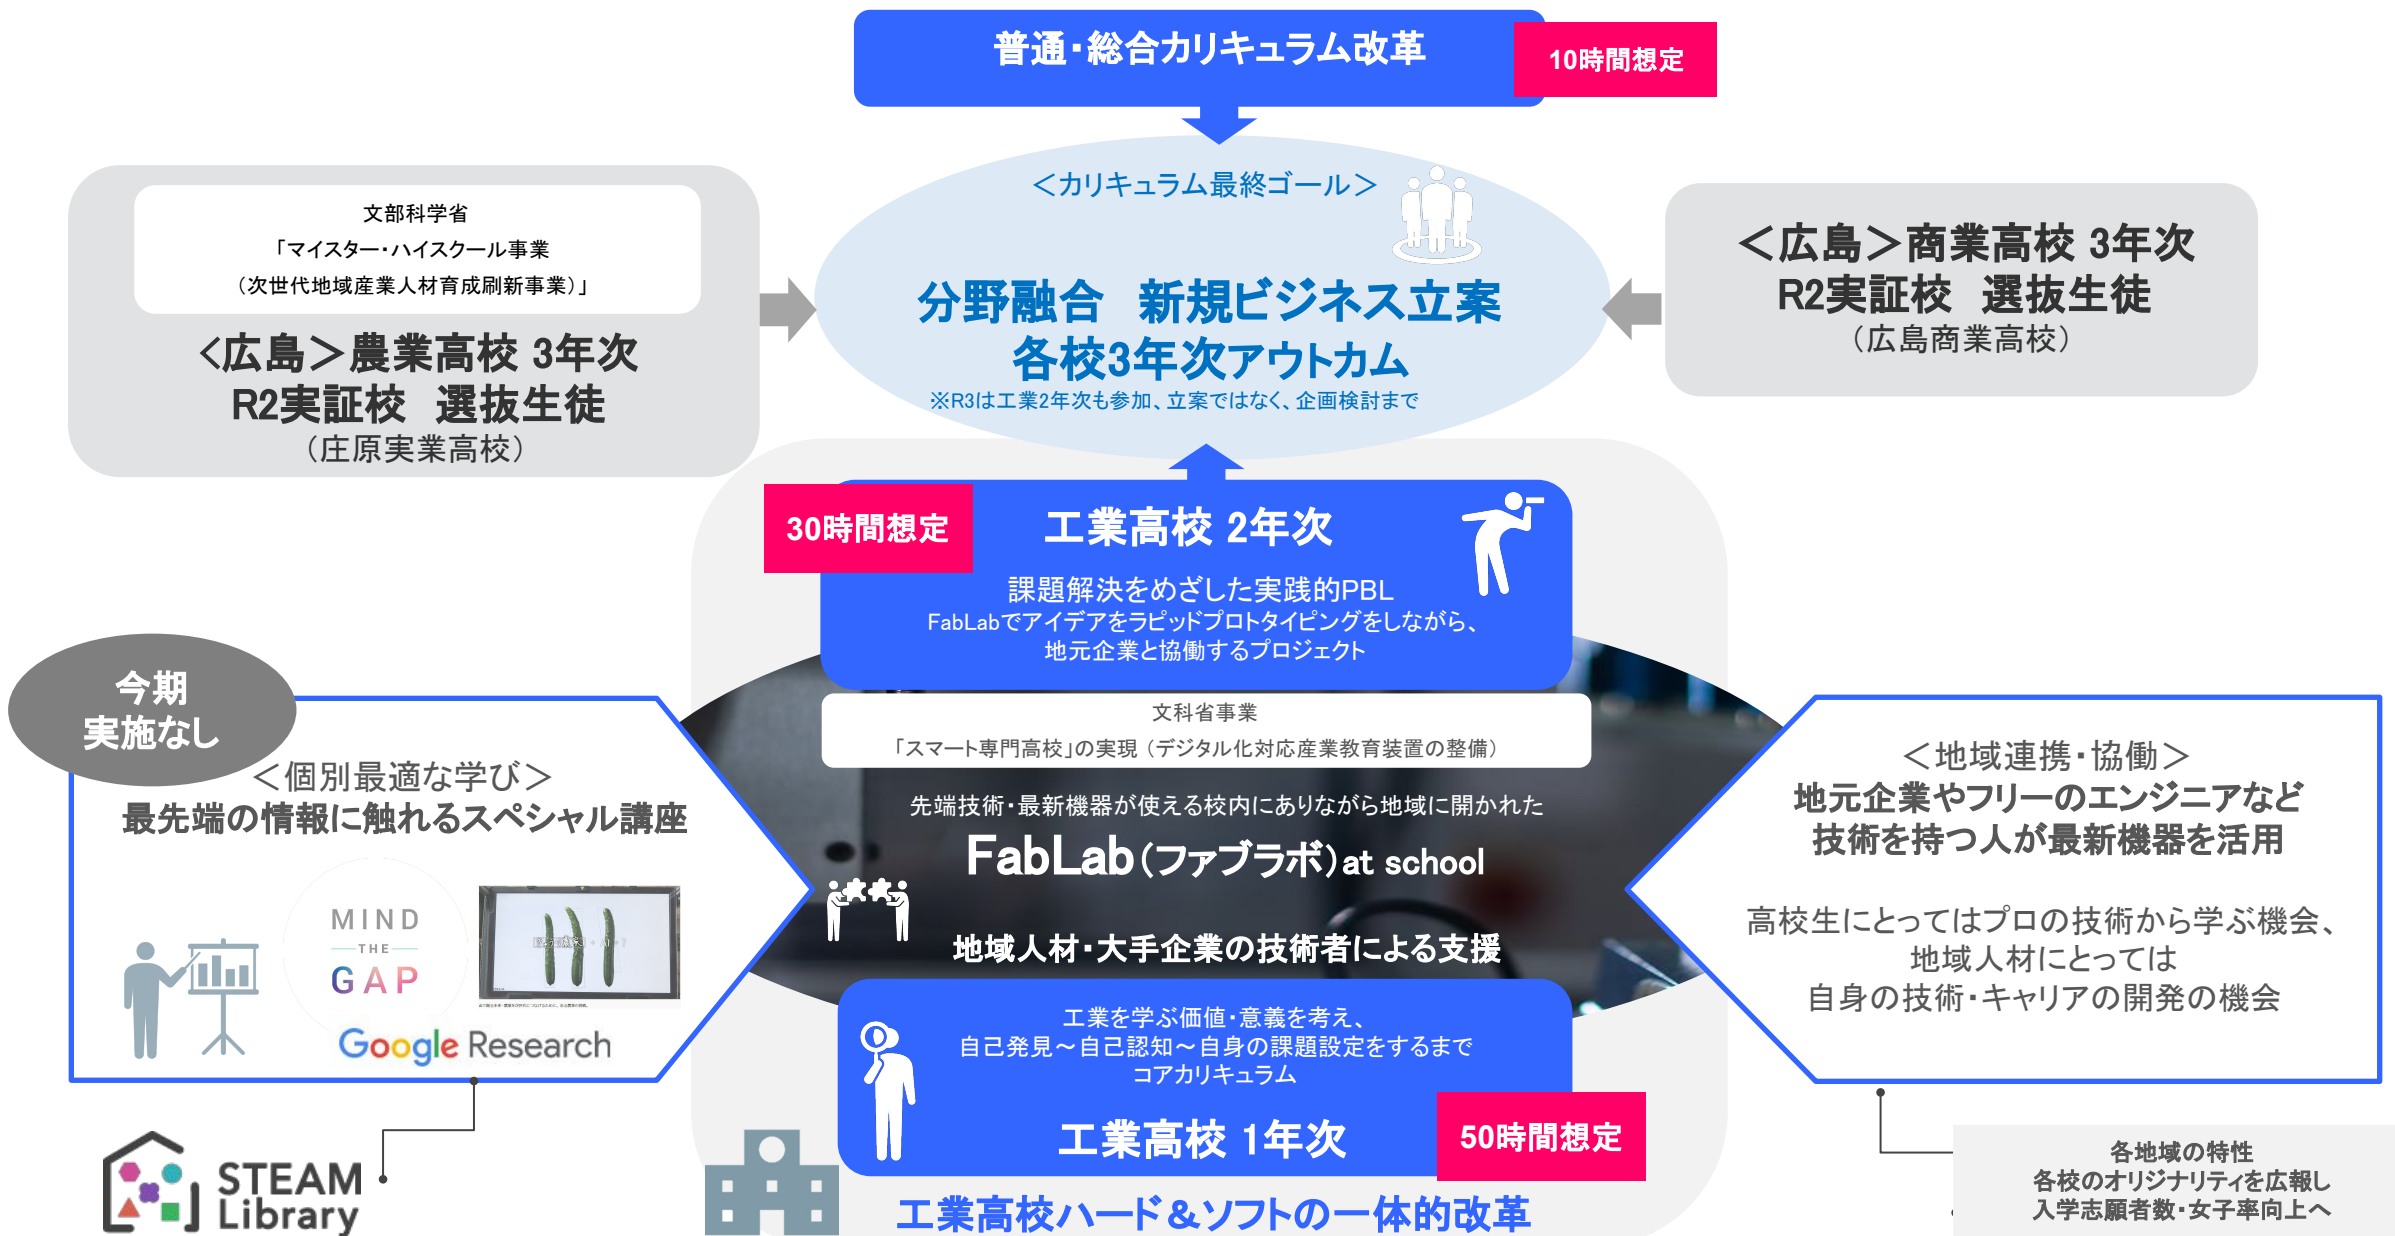 普通・総合カリキュラム改革
10時間想定
＜カリキュラム最終ゴール＞
分野融合　新規ビジネス立案
各校3年次アウトカム
※R3は工業2年次も参加、立案ではなく、企画検討まで
文部科学省
「マイスター・ハイスクール事業
（次世代地域産業人材育成刷新事業）」
＜広島＞農業高校 3年次
R2実証校　選抜生徒
（庄原実業高校）
＜広島＞商業高校 3年次
R2実証校　選抜生徒
（広島商業高校）
30時間想定
工業高校 2年次
課題解決をめざした実践的PBL
FabLabでアイデアをラピッドプロトタイピングをしながら、
地元企業と協働するプロジェクト
文科省事業
「スマート専門高校」の実現（デジタル化対応産業教育装置の整備）
先端技術・最新機器が使える校内にありながら地域に開かれた
FabLab（ファブラボ）at school
地域人材・大手企業の技術者による支援
工業を学ぶ価値・意義を考え、
自己発見～自己認知～自身の課題設定をするまで
コアカリキュラム
工業高校 1年次
50時間想定
工業高校ハード＆ソフトの一体的改革
今期
実施なし
＜個別最適な学び＞
最先端の情報に触れるスペシャル講座
MIND
THE
GAP
Google Research
STEAM
Library
＜地域連携・協働＞
地元企業やフリーのエンジニアなど
技術を持つ人が最新機器を活用
高校生にとってはプロの技術から学ぶ機会、
地域人材にとっては
自身の技術・キャリアの開発の機会
各地域の特性
各校のオリジナリティを広報し
入学志願者数・女子率向上へ